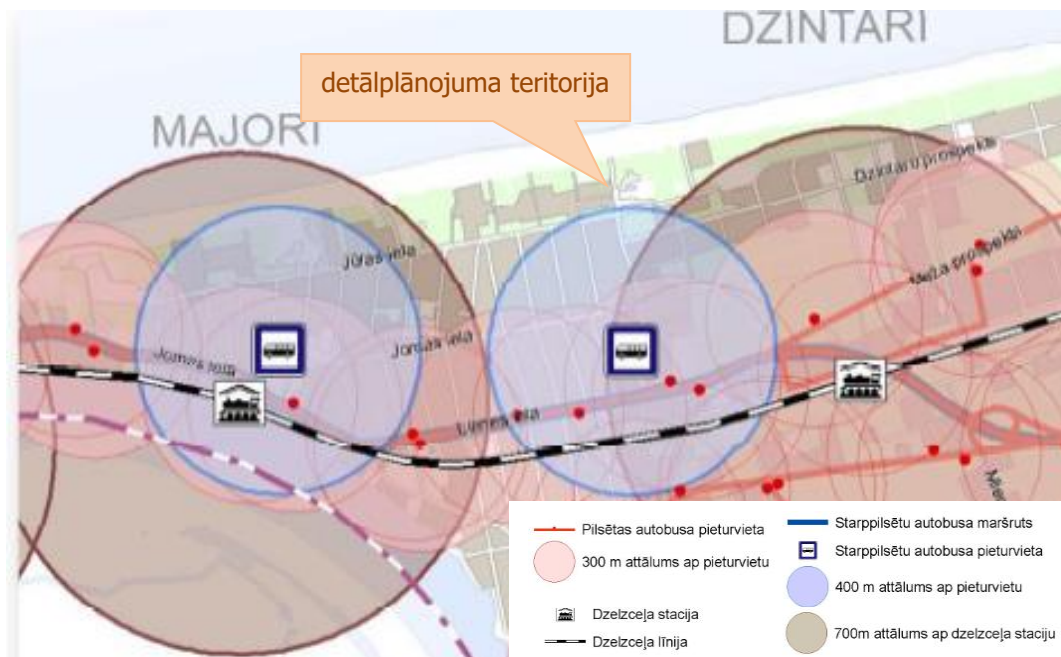 DZINTARI
detālplānojuma teritorija
MAJORI
Dzintaru prospekts
Jūras iela
Meža prospekts
Jomas iela
Jomas iela
Lienes iela
Pilsētas autobusa pieturvieta
300 m attālums ap pieturvietu
Dzelzceļa stacija
Dzelzceļa līnija
Starppilsētu autobusa maršruts
Starppilsētu autobusa pieturvieta
400 m attālums ap pieturvietu
700m attālums ap dzelzceļa staciju